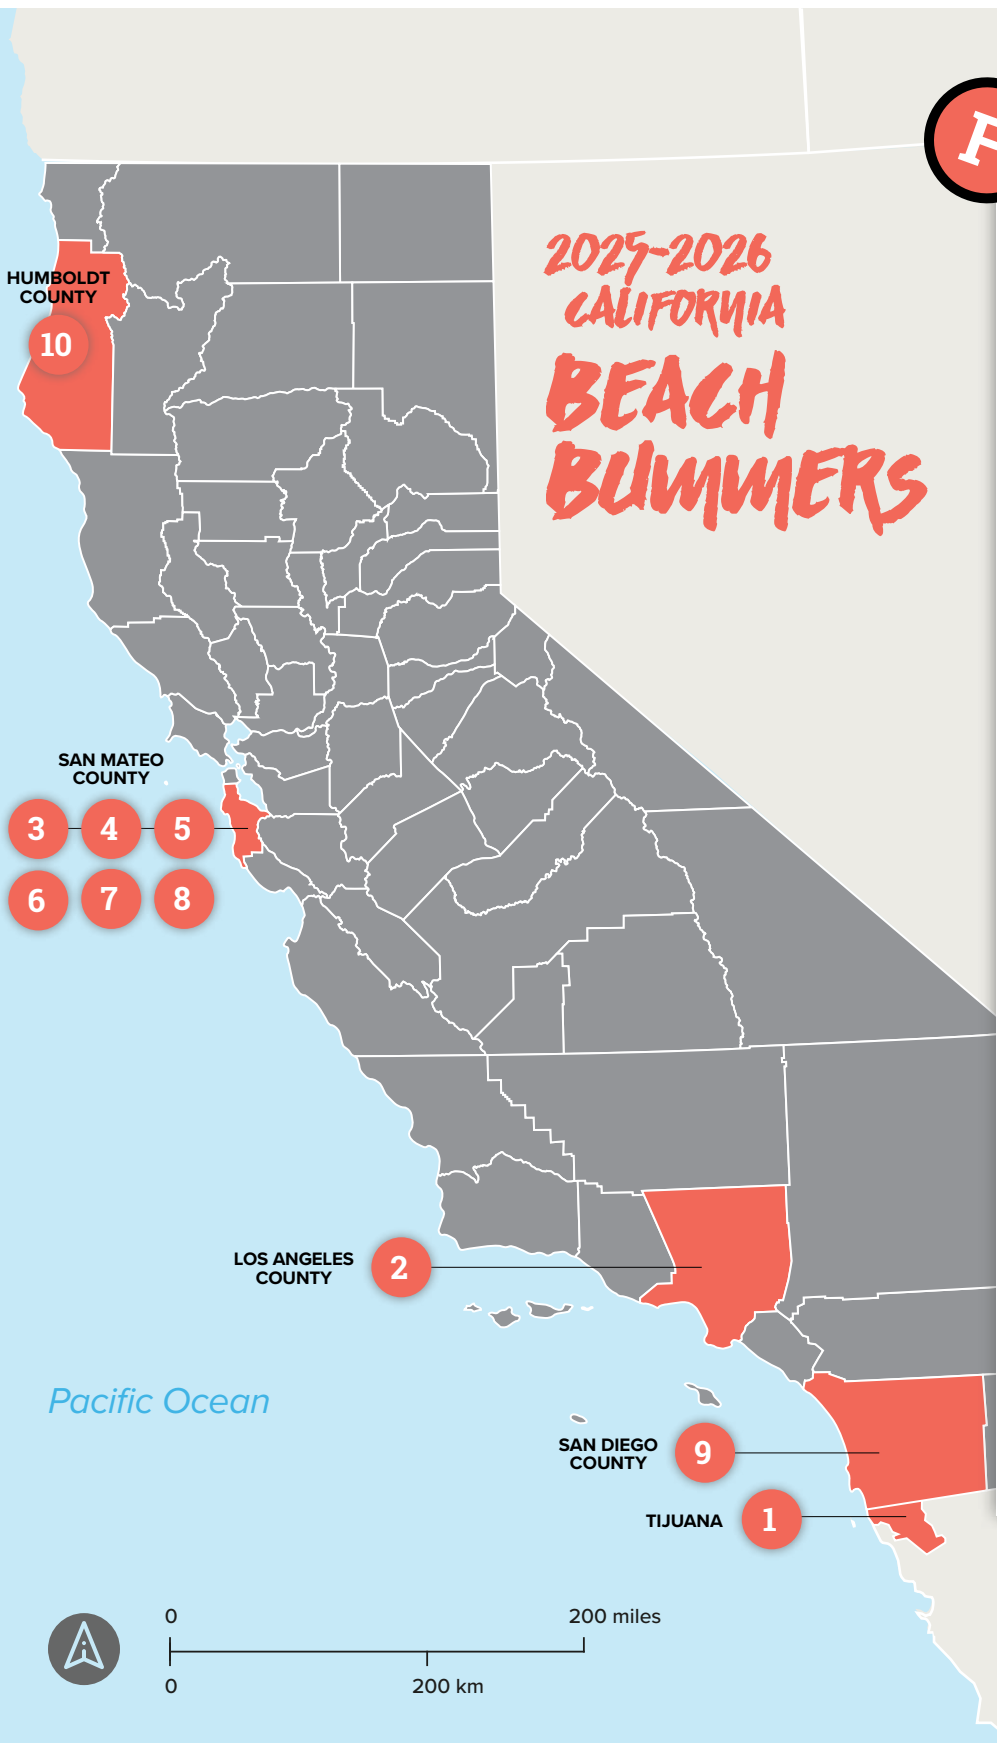 F
2025-2026
CALIFORNIA
BEACH
BUMMERS
HUMBOLDT
COUNTY
10
SAN MATEO
COUNTY
3 4 5
6 7 8
LOS ANGELES
COUNTY
2
Pacific Ocean
SAN DIEGO
COUNTY
9
TIJUANA
1
0 200 miles
0 200 km